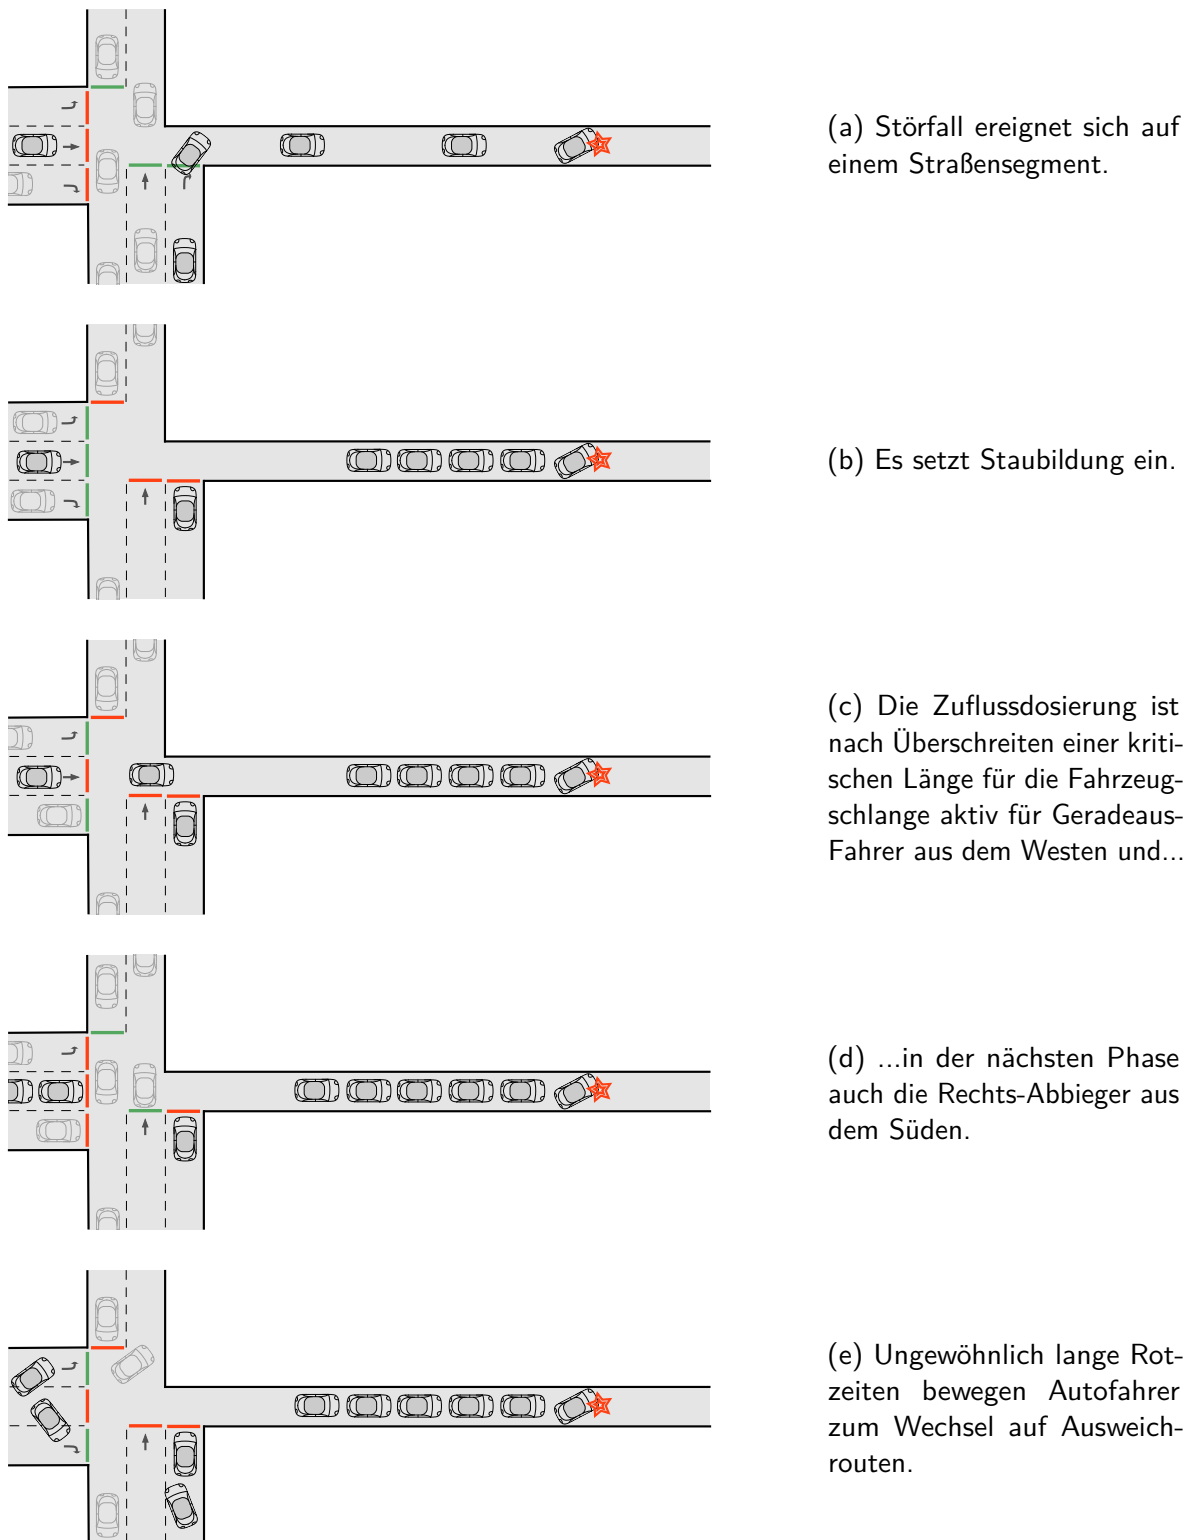 (a) Störfall ereignet sich auf
einem Straßensegment.
(b) Es setzt Staubildung ein.
(c) Die Zuflussdosierung ist
nach Überschreiten einer kriti-
schen Länge für die Fahrzeug-
schlange aktiv für Geradeaus-
Fahrer aus dem Westen und...
(d) ...in der nächsten Phase
auch die Rechts-Abbieger aus
dem Süden.
(e) Ungewöhnlich lange Rot-
zeiten bewegen Autofahrer
zum Wechsel auf Ausweich-
routen.